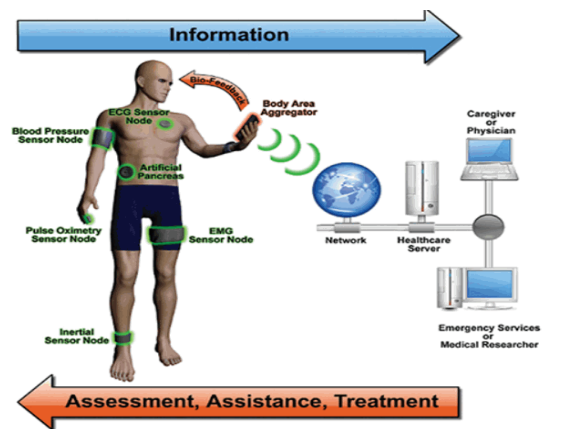 Information
Bio-Feedback
Body Area
Aggregator
ECG Sensor
Node
Blood Pressure
Sensor Node
Artificial
Pancreas
Pulse Oximetry
Sensor Node
EMG
Sensor Node
Inertial
Sensor Node
Caregiver
or
Physician
Network
Healthcare
Server
Emergency Services
or
Medical Researcher
Assessment, Assistance, Treatment